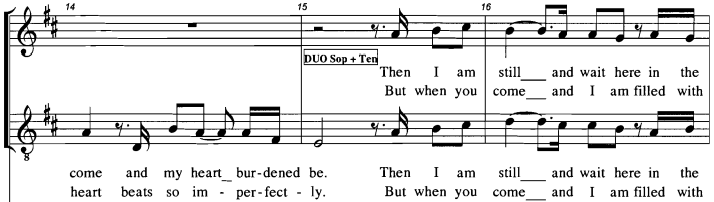 14 15 16
DUO Sop + Ten
Then I am still___ and wait here in the
But when you come___ and I am filled with
8
come and my heart_ bur-dened be. Then I am still___ and wait here in the
heart beats so im - per-fect - ly. But when you come___ and I am filled with